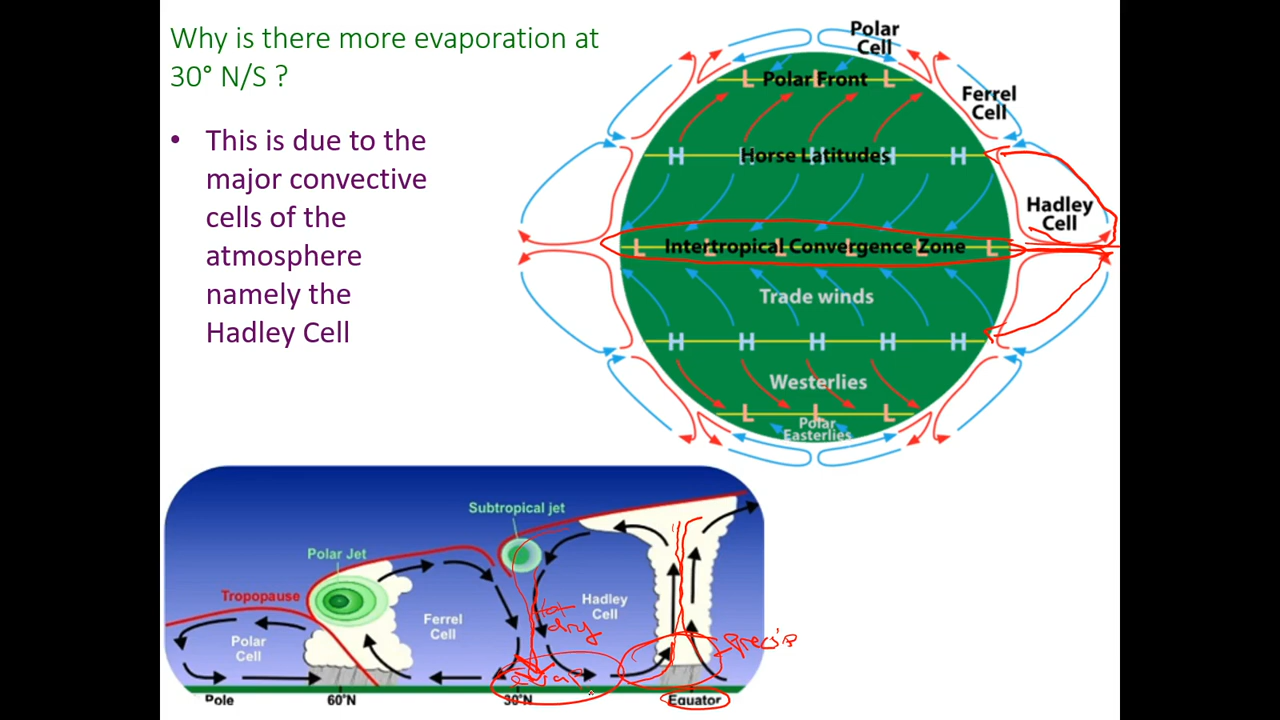 Why is there more evaporation at
30° N/S ?
• This is due to the
major convective
cells of the
atmosphere
namely the
Hadley Cell
Polar
Cell
L Polar Front L L
Ferrel
Cell
H Horse Latitudes H H H
Hadley
Cell
L Intertropical Convergence Zone L L L L L
Trade winds
H H H H H
Westerlies
L L L
Polar
Easterlies
Subtropical jet
Polar Jet
Tropopause
Polar
Cell
Ferrel
Cell
Hadley
Cell
Hot
dry
Precip
evap
Pole 60°N 30°N Equator